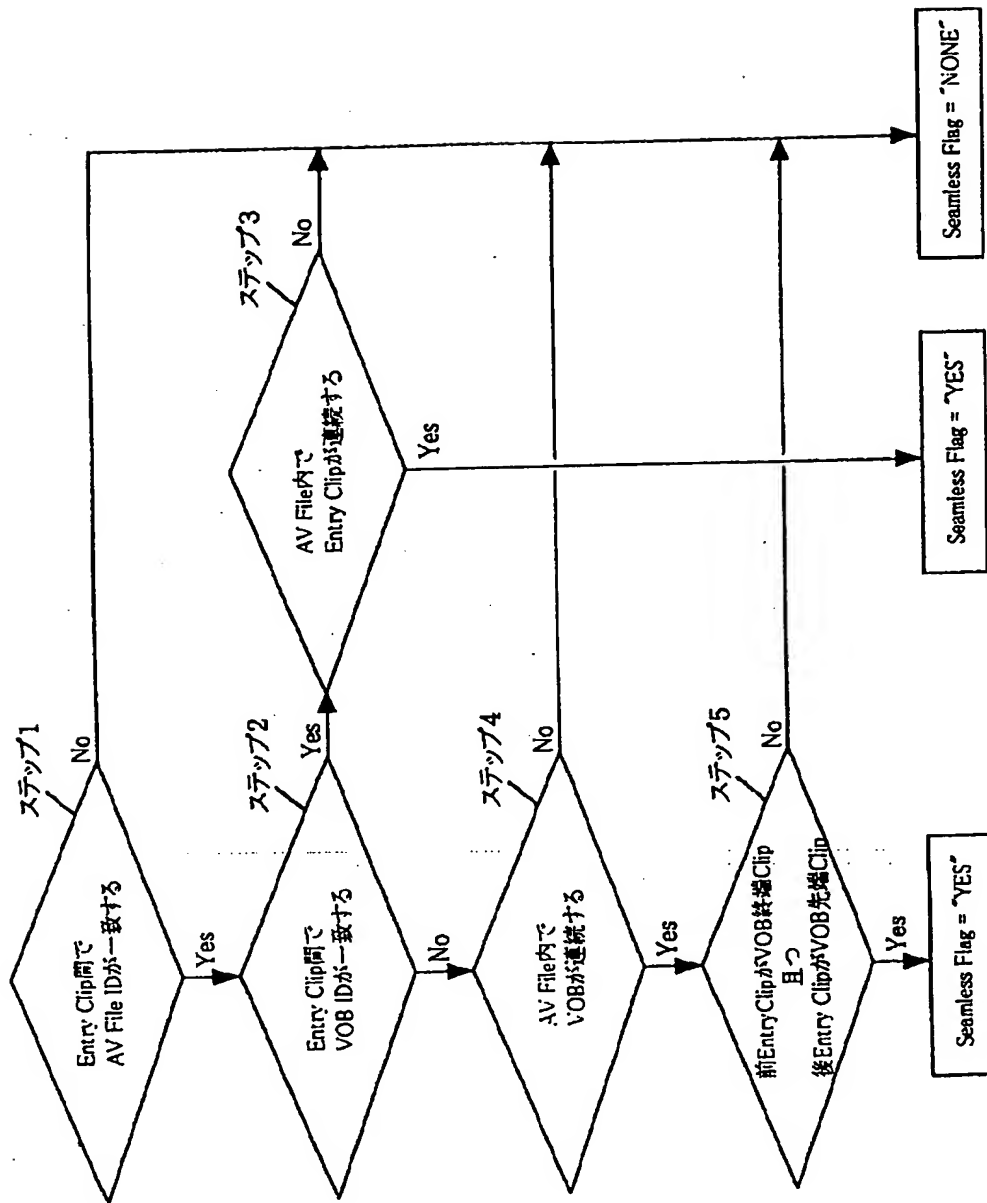 ステップ1
Entry Clip間で
AV File IDが一致する
No
Yes
ステップ2
Entry Clip間で
VOB IDが一致する
Yes
No
ステップ3
AV File内で
Entry Clipが連続する
No
Yes
ステップ4
AV File内で
VOBが連続する
No
Yes
ステップ5
前EntryClipがVOB終端Clip
且つ
後Entry ClipがVOB先端Clip
No
Yes
Seamless Flag = "YES"
Seamless Flag = "YES"
Seamless Flag = "NONE"